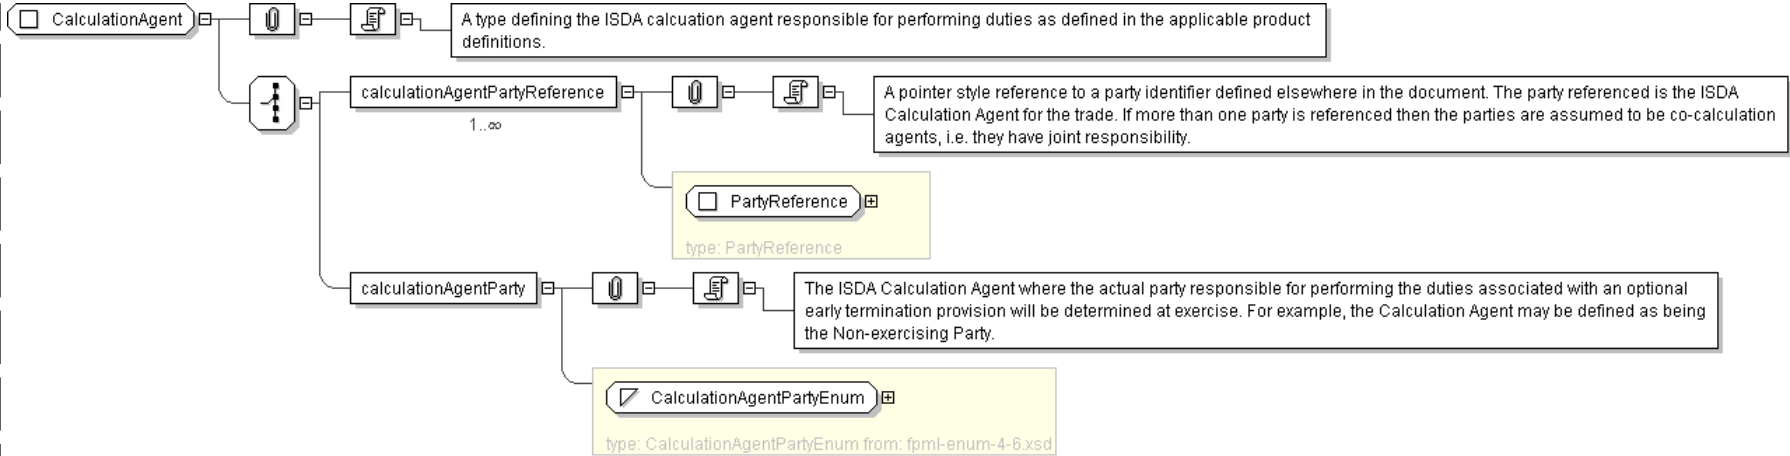 CalculationAgent
A type defining the ISDA calcuation agent responsible for performing duties as defined in the applicable product
definitions.
calculationAgentPartyReference
1..∞
A pointer style reference to a party identifier defined elsewhere in the document. The party referenced is the ISDA
Calculation Agent for the trade. If more than one party is referenced then the parties are assumed to be co-calculation
agents, i.e. they have joint responsibility.
PartyReference
type: PartyReference
calculationAgentParty
The ISDA Calculation Agent where the actual party responsible for performing the duties associated with an optional
early termination provision will be determined at exercise. For example, the Calculation Agent may be defined as being
the Non-exercising Party.
CalculationAgentPartyEnum
type: CalculationAgentPartyEnum from: fpml-enum-4-6.xsd